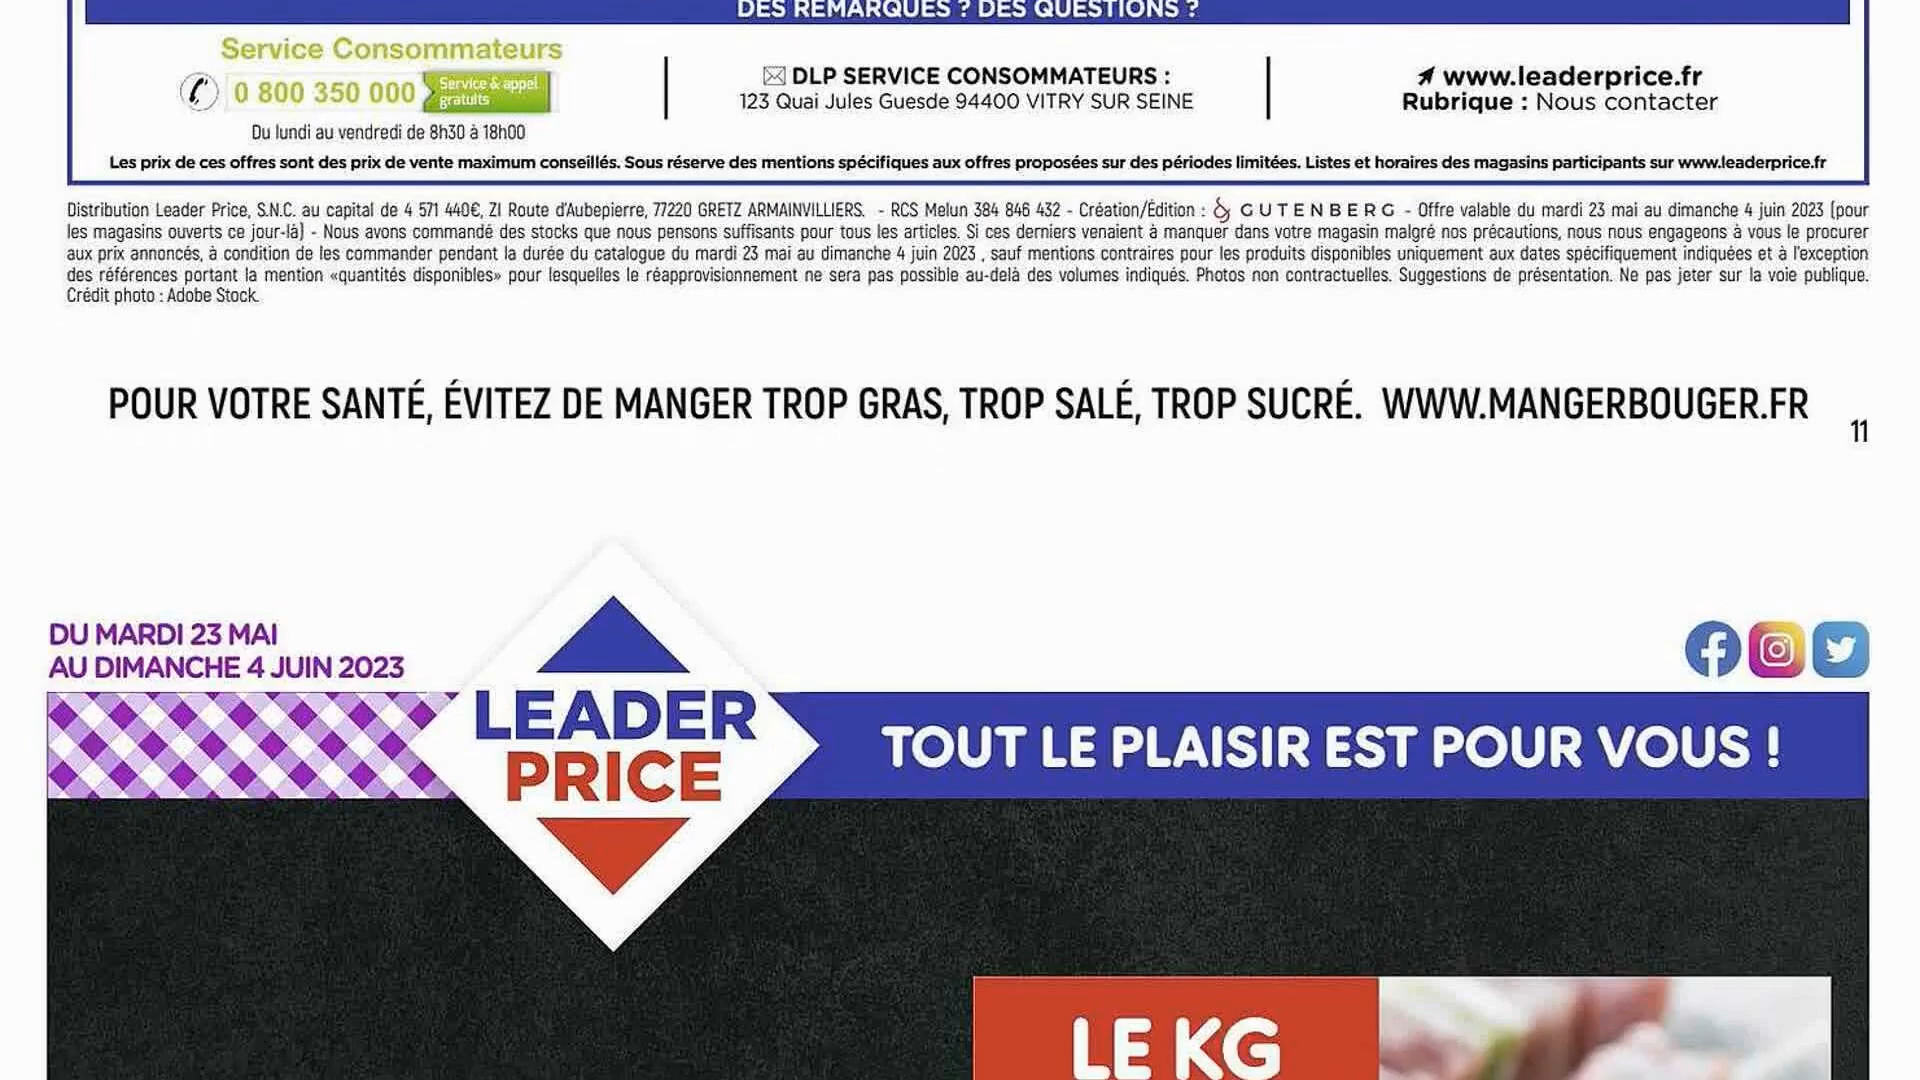 DES REMARQUES ? DES QUESTIONS ?
Service Consommateurs
0 800 350 000
Service & appel
gratuits
Du lundi au vendredi de 8h30 à 18h00
DLP SERVICE CONSOMMATEURS :
123 Quai Jules Guesde 94400 VITRY SUR SEINE
www.leaderprice.fr
Rubrique : Nous contacter
Les prix de ces offres sont des prix de vente maximum conseillés. Sous réserve des mentions spécifiques aux offres proposées sur des périodes limitées. Listes et horaires des magasins participants sur www.leaderprice.fr
Distribution Leader Price, S.N.C. au capital de 4 571 440€, ZI Route d'Aubepierre, 77220 GRETZ ARMAINVILLIERS. - RCS Melun 384 846 432 - Création/Édition : GUTENBERG - Offre valable du mardi 23 mai au dimanche 4 juin 2023 (pour
les magasins ouverts ce jour-là) - Nous avons commandé des stocks que nous pensons suffisants pour tous les articles. Si ces derniers venaient à manquer dans votre magasin malgré nos précautions, nous nous engageons à vous le procurer
aux prix annoncés, à condition de les commander pendant la durée du catalogue du mardi 23 mai au dimanche 4 juin 2023 , sauf mentions contraires pour les produits disponibles uniquement aux dates spécifiquement indiquées et à l'exception
des références portant la mention «quantités disponibles» pour lesquelles le réapprovisionnement ne sera pas possible au-delà des volumes indiqués. Photos non contractuelles. Suggestions de présentation. Ne pas jeter sur la voie publique.
Crédit photo : Adobe Stock.
POUR VOTRE SANTÉ, ÉVITEZ DE MANGER TROP GRAS, TROP SALÉ, TROP SUCRÉ. WWW.MANGERBOUGER.FR
11
DU MARDI 23 MAI
AU DIMANCHE 4 JUIN 2023
LEADER
PRICE
TOUT LE PLAISIR EST POUR VOUS !
LE KG